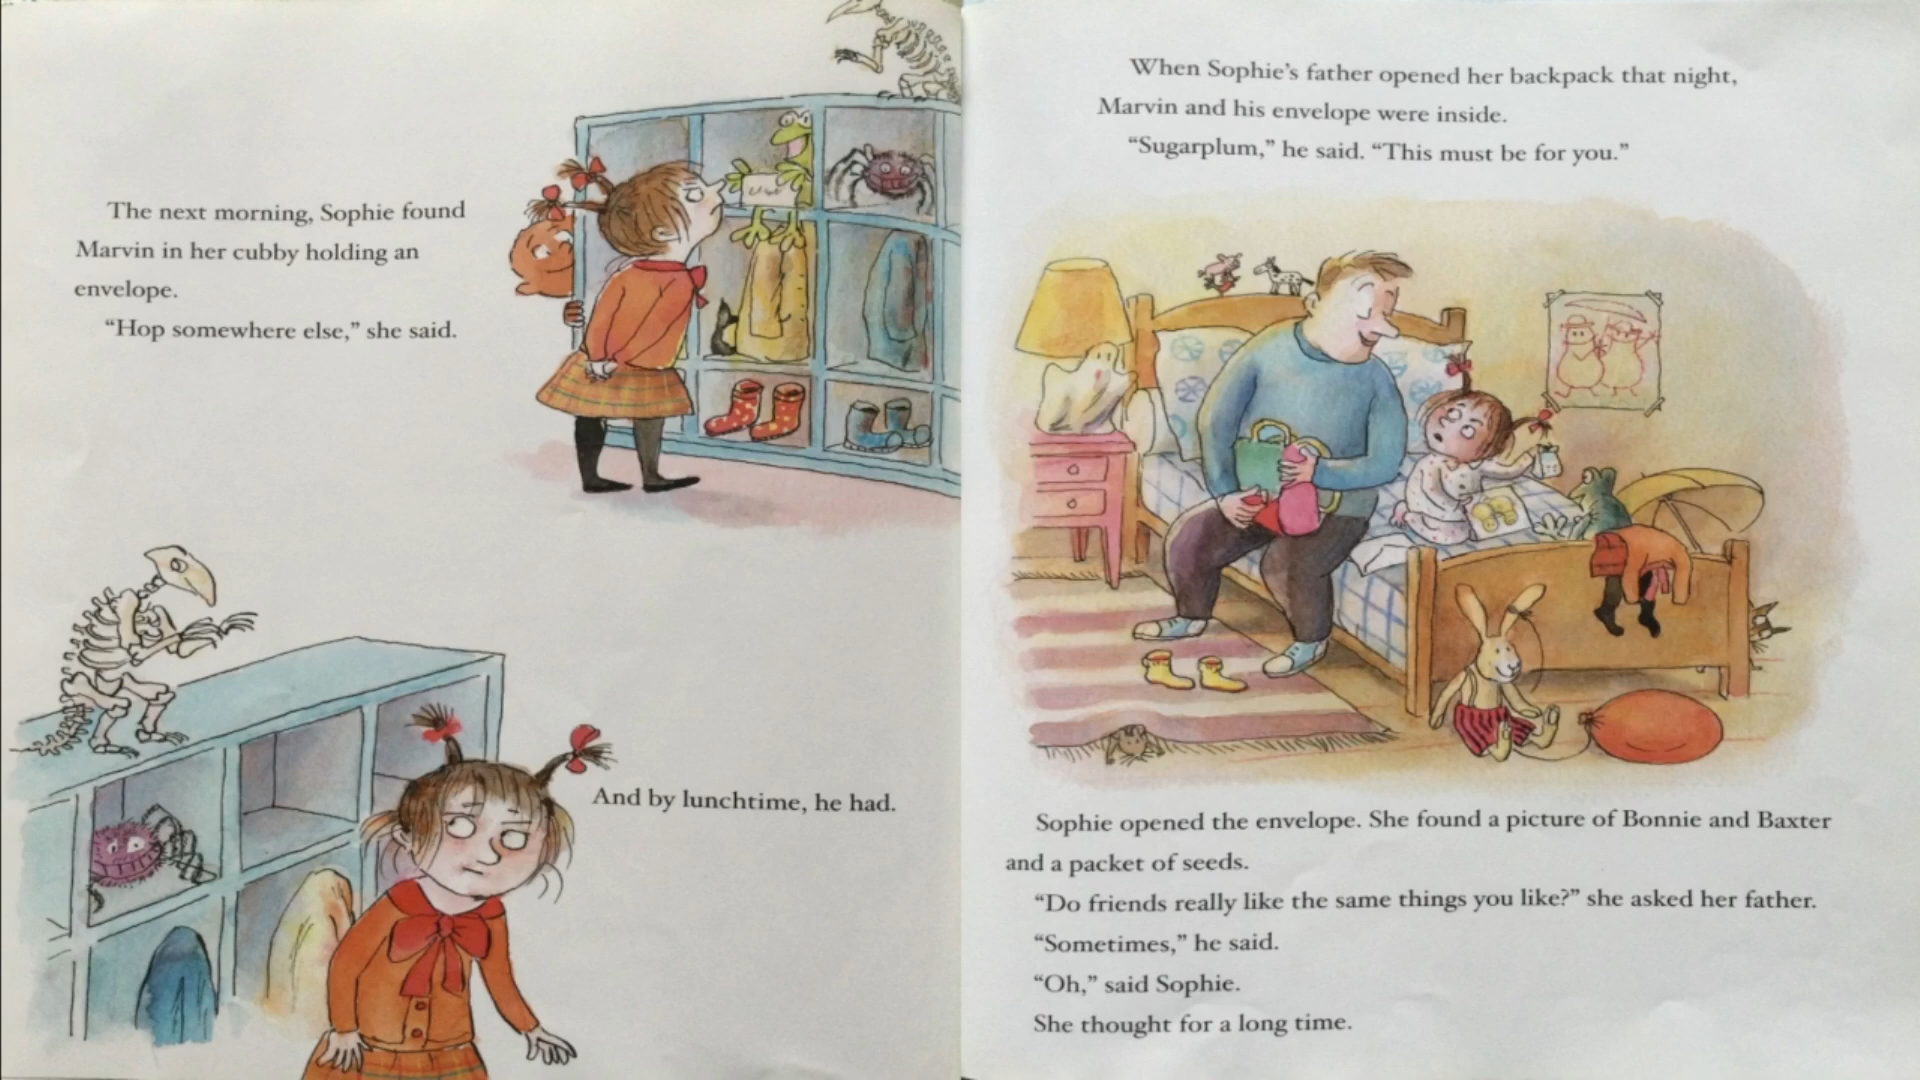 The next morning, Sophie found
Marvin in her cubby holding an
envelope.
“Hop somewhere else,” she said.
And by lunchtime, he had.
When Sophie’s father opened her backpack that night,
Marvin and his envelope were inside.
“Sugarplum,” he said. “This must be for you.”
Sophie opened the envelope. She found a picture of Bonnie and Baxter
and a packet of seeds.
“Do friends really like the same things you like?” she asked her father.
“Sometimes,” he said.
“Oh,” said Sophie.
She thought for a long time.